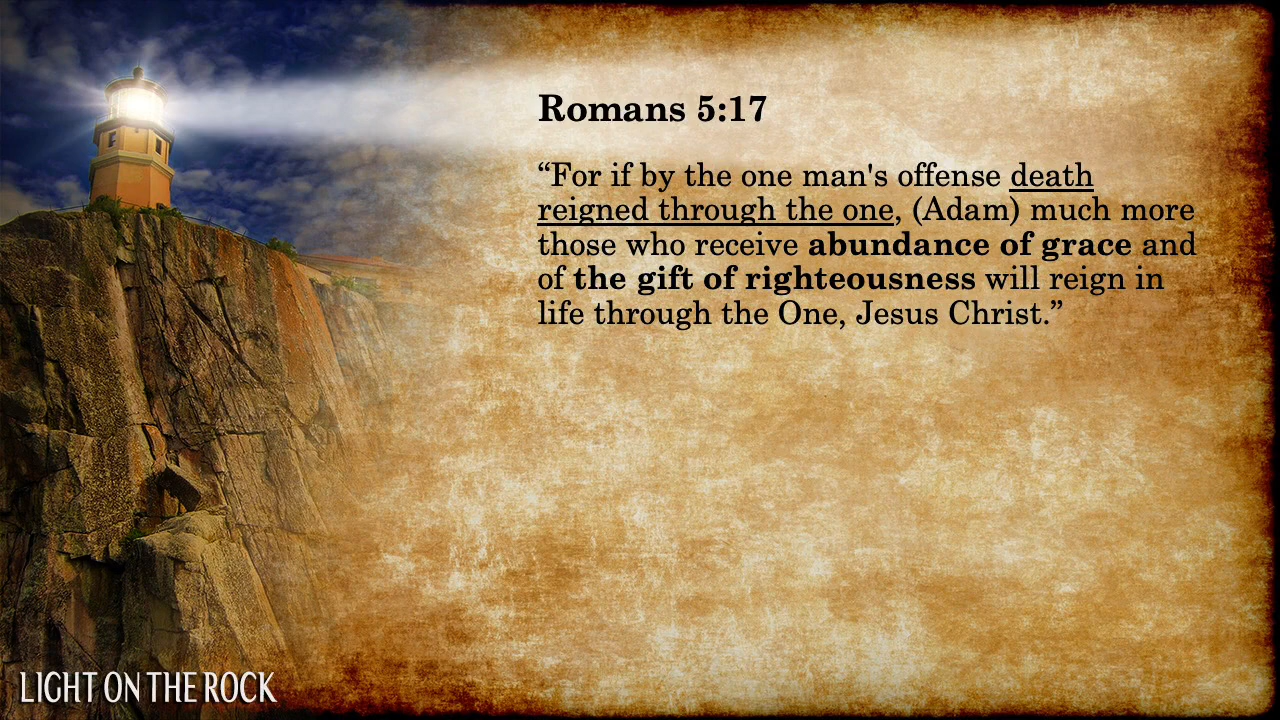 Romans 5:17
“For if by the one man's offense death
reigned through the one, (Adam) much more
those who receive abundance of grace and
of the gift of righteousness will reign in
life through the One, Jesus Christ.”
LIGHT ON THE ROCK